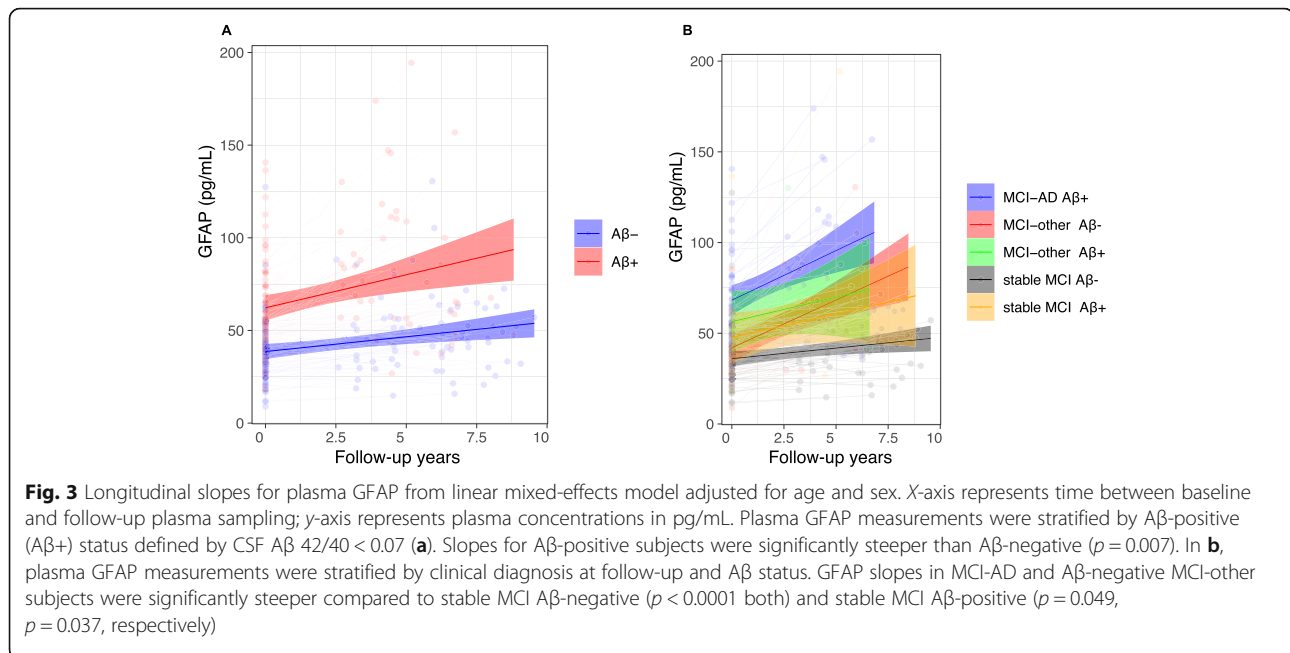 A
B
200
150
100
50
0
GFAP (pg/mL)
0 2.5 5 7.5 10
Follow-up years
Aβ−
Aβ+
200
150
100
50
0
GFAP (pg/mL)
0 2.5 5 7.5 10
Follow-up years
MCI−AD Aβ+
MCI−other Aβ-
MCI−other Aβ+
stable MCI Aβ-
stable MCI Aβ+
Fig. 3 Longitudinal slopes for plasma GFAP from linear mixed-effects model adjusted for age and sex. X-axis represents time between baseline
and follow-up plasma sampling; y-axis represents plasma concentrations in pg/mL. Plasma GFAP measurements were stratified by Aβ-positive
(Aβ+) status defined by CSF Aβ 42/40 < 0.07 (a). Slopes for Aβ-positive subjects were significantly steeper than Aβ-negative (p = 0.007). In b,
plasma GFAP measurements were stratified by clinical diagnosis at follow-up and Aβ status. GFAP slopes in MCI-AD and Aβ-negative MCI-other
subjects were significantly steeper compared to stable MCI Aβ-negative (p < 0.0001 both) and stable MCI Aβ-positive (p = 0.049,
p = 0.037, respectively)